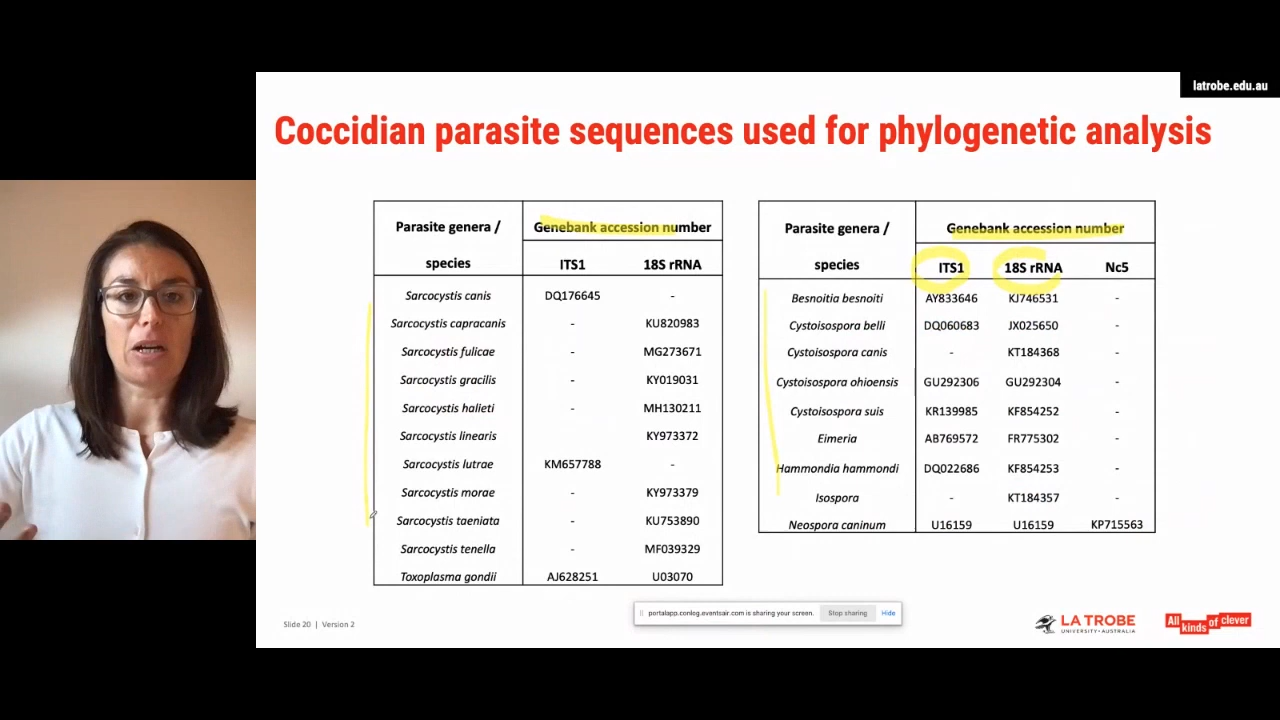 latrobe.edu.au
Coccidian parasite sequences used for phylogenetic analysis
Parasite genera / Genebank accession number
species ITS1 18S rRNA
Sarcocystis canis DQ176645 -
Sarcocystis capracanis - KU820983
Sarcocystis fulicae - MG273671
Sarcocystis gracilis - KY019031
Sarcocystis halieti - MH130211
Sarcocystis linearis KY973372
Sarcocystis lutrae KM657788 -
Sarcocystis morae - KY973379
Sarcocystis taeniata - KU753890
Sarcocystis tenella - MF039329
Toxoplasma gondii AJ628251 U03070
Parasite genera / Genebank accession number
species ITS1 18S rRNA Nc5
Besnoitia besnoiti AY833646 KJ746531 -
Cystoisospora belli DQ060683 JX025650 -
Cystoisospora canis - KT184368 -
Cystoisospora ohioensis GU292306 GU292304 -
Cystoisospora suis KR139985 KF854252 -
Eimeria AB769572 FR775302 -
Hammondia hammondi DQ022686 KF854253 -
Isospora - KT184357 -
Neospora caninum U16159 U16159 KP715563
portalapp.conlog.eventsair.com is sharing your screen. Stop sharing Hide
Slide 20 | Version 2
LA TROBE
UNIVERSITY • AUSTRALIA
All kinds of clever